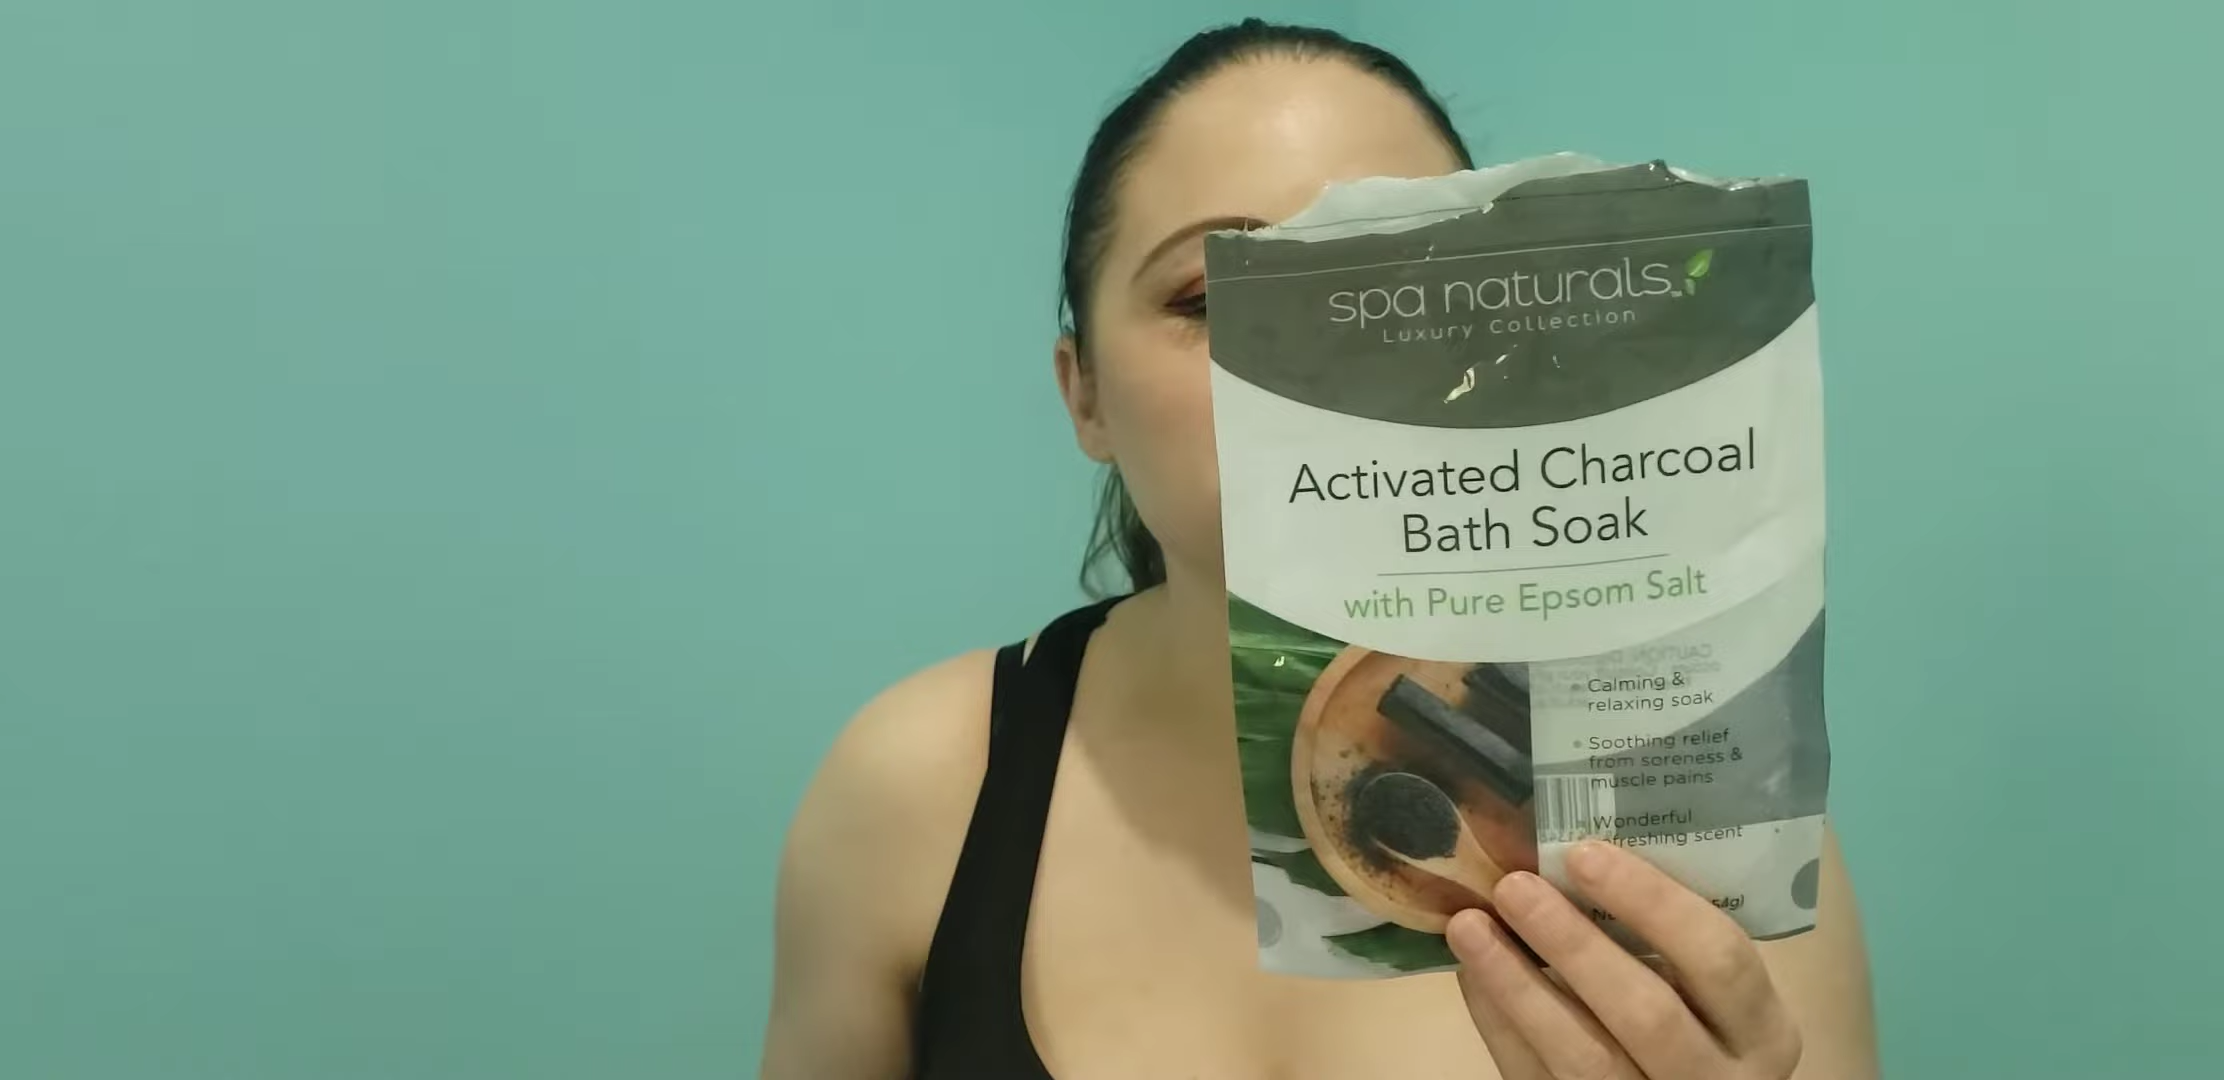 spa naturals
Luxury Collection
Activated Charcoal
Bath Soak
with Pure Epsom Salt
Calming &
relaxing soak
Soothing relief
from soreness &
muscle pains
Wonderful
scent
54g)